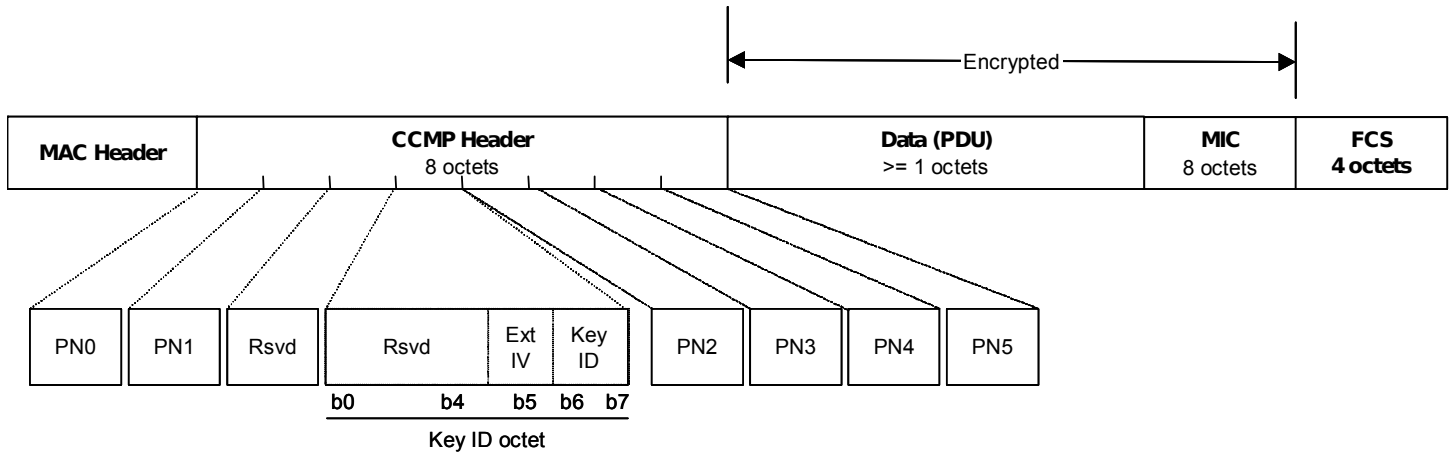 Encrypted
MAC Header
CCMP Header
8 octets
Data (PDU)
>= 1 octets
MIC
8 octets
FCS
4 octets
PN0
PN1
Rsvd
Rsvd
Ext
IV
Key
ID
PN2
PN3
PN4
PN5
b0
b4
b5
b6
b7
Key ID octet